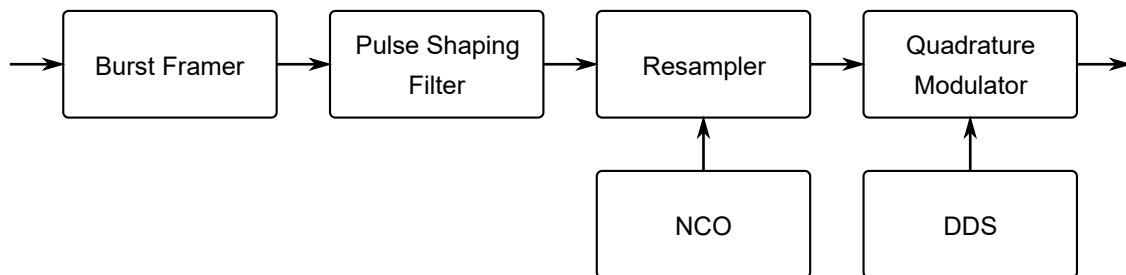 Burst Framer
Pulse Shaping
Filter
Resampler
Quadrature
Modulator
NCO
DDS